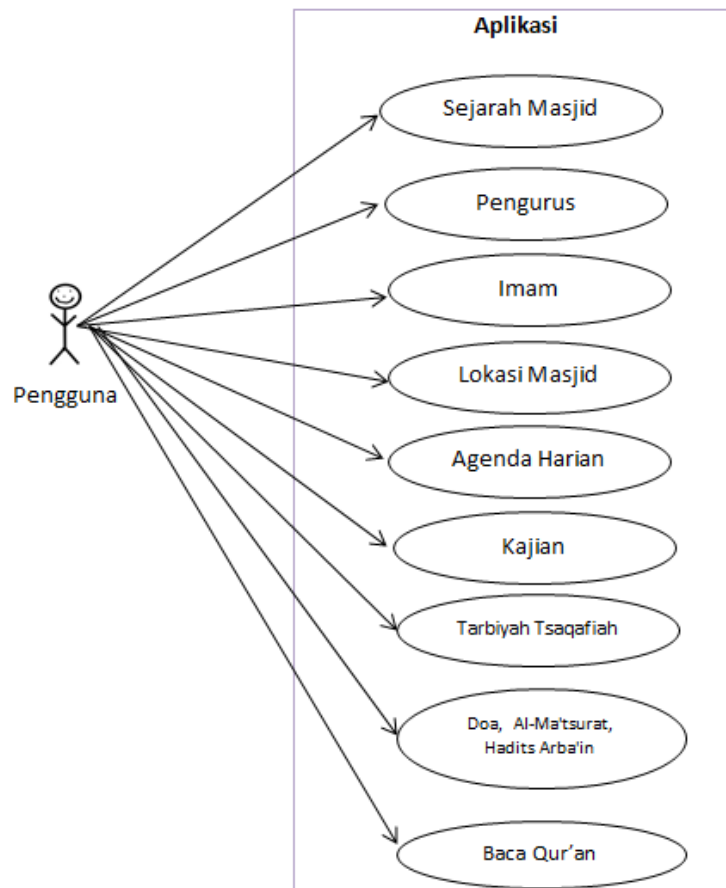 Aplikasi
Sejarah Masjid
Pengurus
Imam
Lokasi Masjid
Pengguna
Agenda Harian
Kajian
Tarbiyah Tsaqafiah
Doa, Al-Ma'tsurat,
Hadits Arba'in
Baca Qur’an